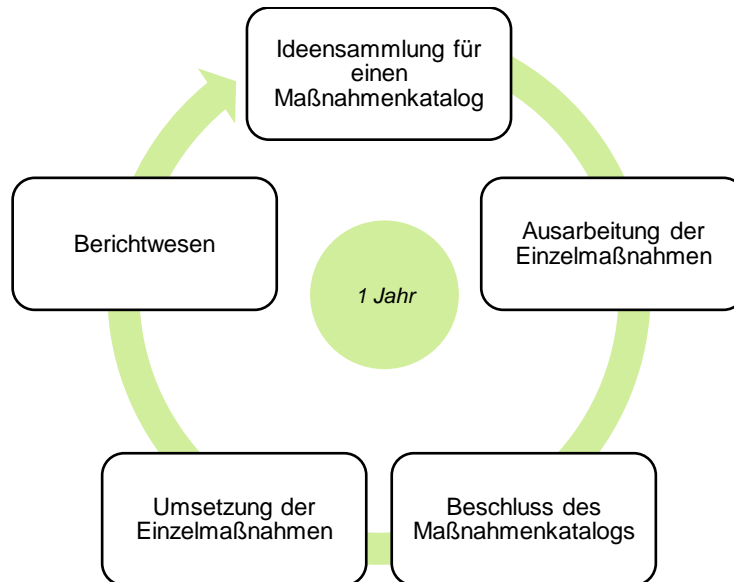 Ideensammlung für
einen
Maßnahmenkatalog
Ausarbeitung der
Einzelmaßnahmen
Beschluss des
Maßnahmenkatalogs
Umsetzung der
Einzelmaßnahmen
Berichtwesen
1 Jahr